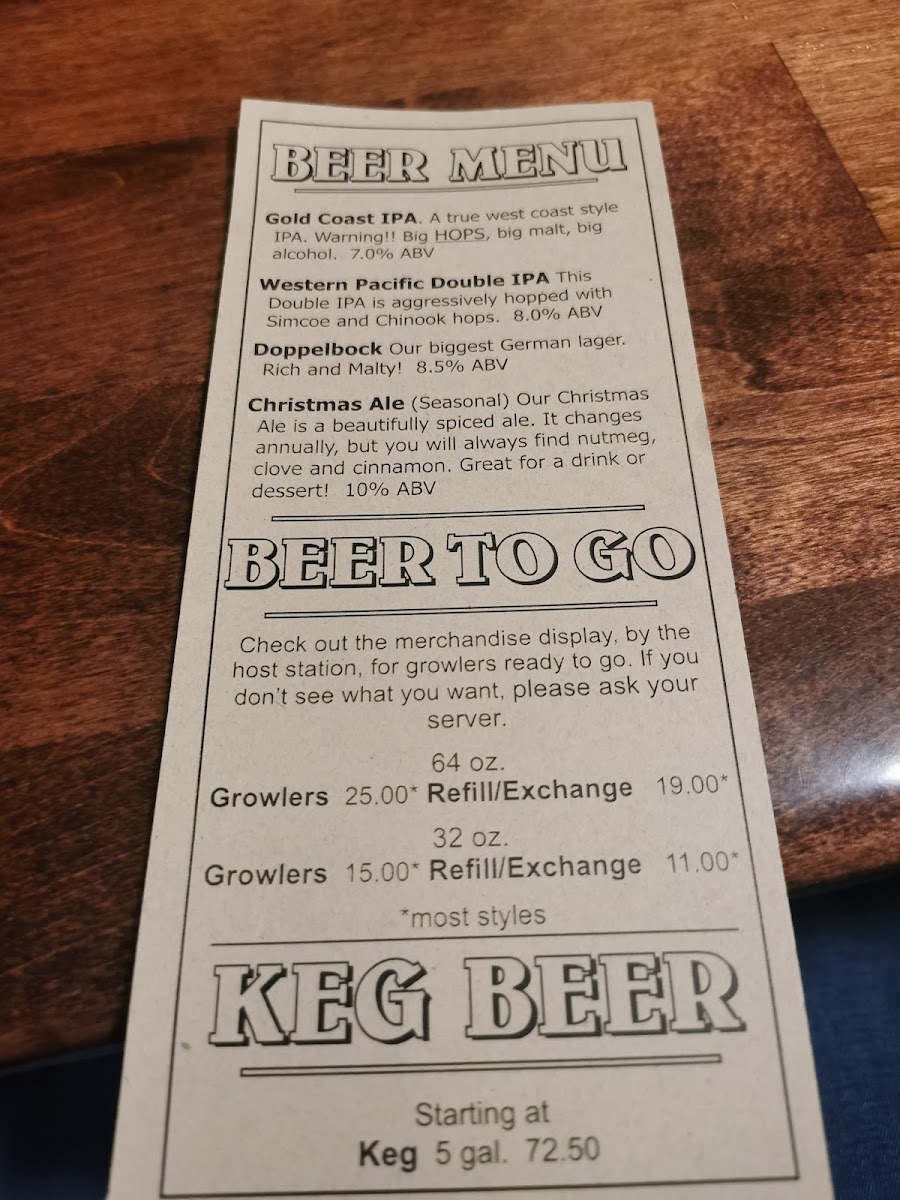 BEER MENU
Gold Coast IPA. A true west coast style
IPA. Warning!! Big HOPS, big malt, big
alcohol. 7.0% ABV
Western Pacific Double IPA This
Double IPA is aggressively hopped with
Simcoe and Chinook hops. 8.0% ABV
Doppelbock Our biggest German lager.
Rich and Malty! 8.5% ABV
Christmas Ale (Seasonal) Our Christmas
Ale is a beautifully spiced ale. It changes
annually, but you will always find nutmeg,
clove and cinnamon. Great for a drink or
dessert! 10% ABV
BEER TO GO
Check out the merchandise display, by the
host station, for growlers ready to go. If you
don't see what you want, please ask your
server.
64 oz.
Growlers 25.00* Refill/Exchange 19.00*
32 oz.
Growlers 15.00* Refill/Exchange 11.00*
*most styles
KEG BEER
Starting at
Keg 5 gal. 72.50